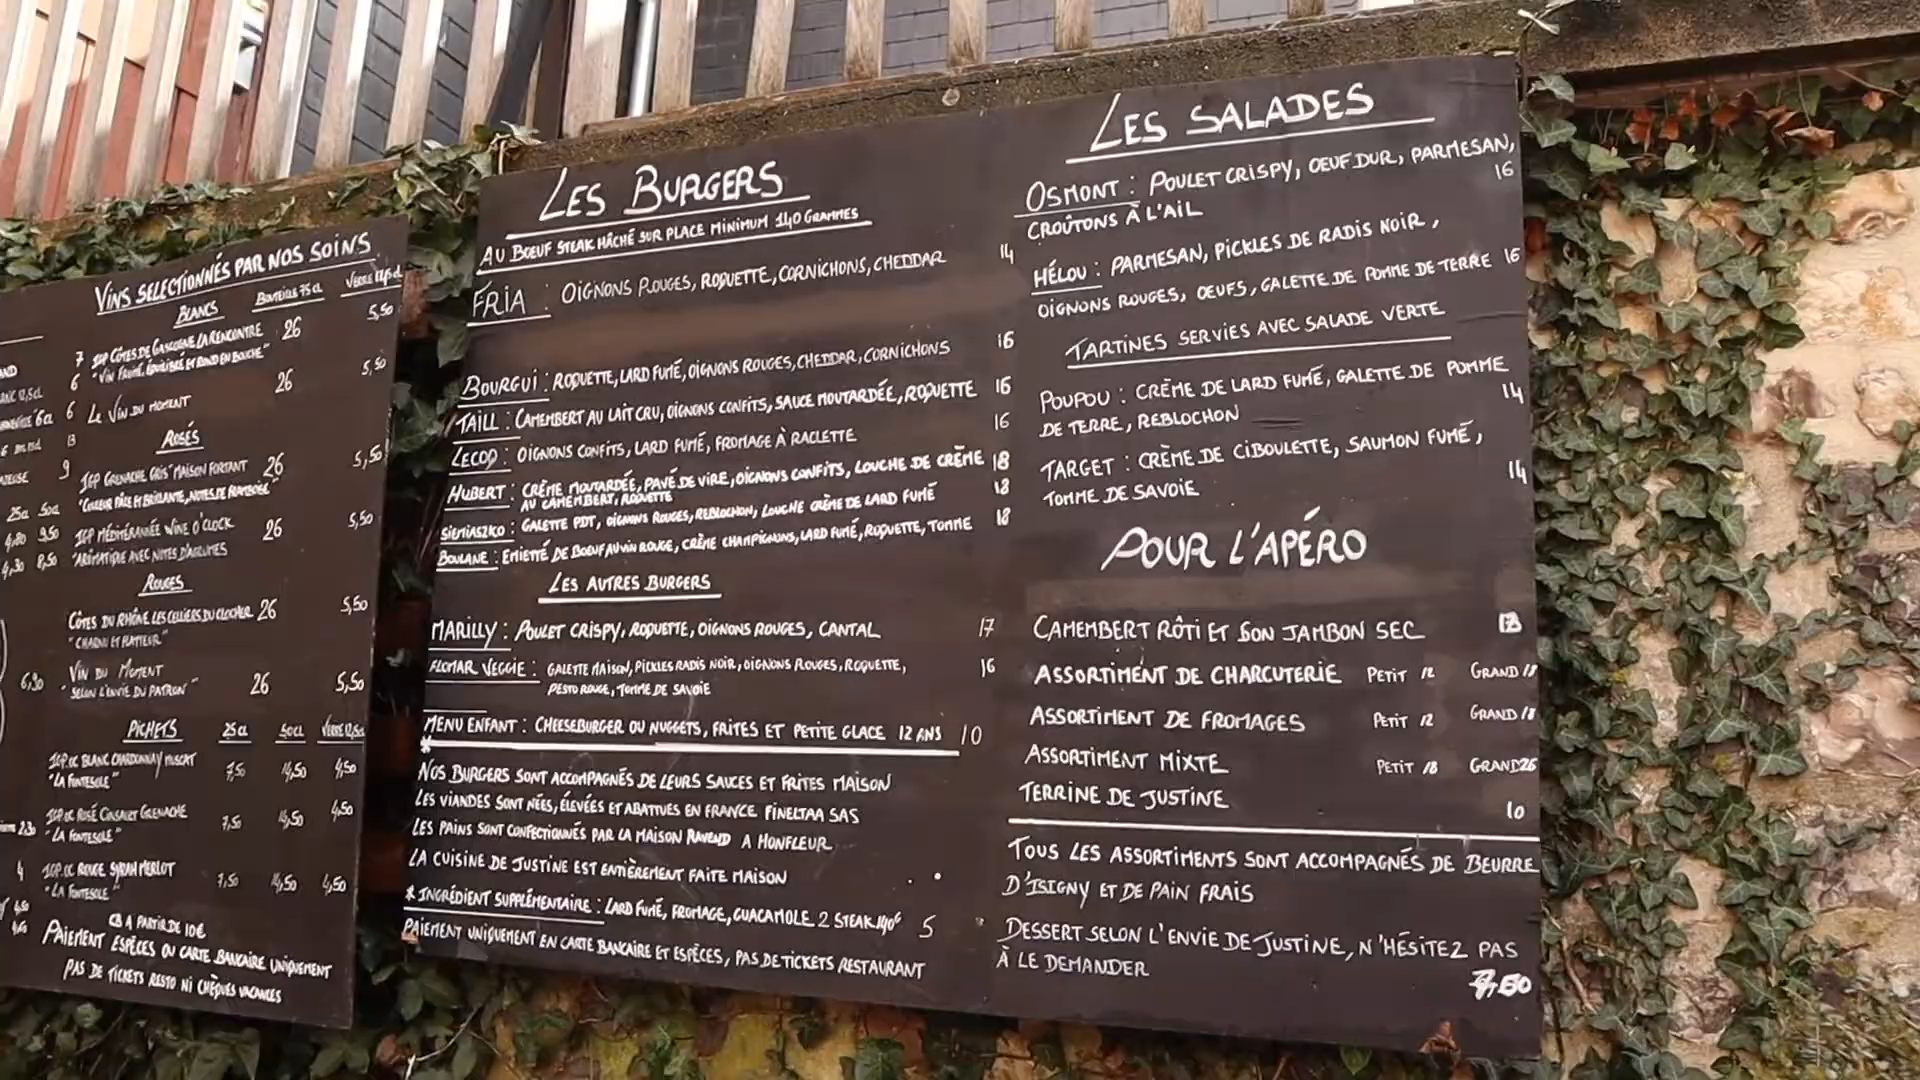 VINS SELECTIONNÉS PAR NOS SOINS
BLANCS BOUTEILLE 75 CL VERRE 12,5 CL
IGP CÔTES DE GASCOGNE LA RENCONTRE 26 5,50
"VIN FRUITÉ, ÉQUILIBRÉ ET ROND EN BOUCHE"
LE VIN DU MOMENT 26 5,50
ROSÉS
IGP GRENACHE GRIS "MAISON FORTANT 26 5,50
"COULEUR PÂLE ET BRILLANTE, NOTES DE FRAMBOISE"
IGP MÉDITERRANÉE WINE O'CLOCK 26 5,50
"AROMATIQUE AVEC NOTES D'AGRUMES
ROUGES
CÔTES DU RHÔNE LES CELLIERS DU CLOCHER 26 5,50
"CHARNU ET FLATTEUR"
VIN DU MOMENT 26 5,50
"SELON L'ENVIE DU PATRON"
PICHETS 25CL 50CL VERRE 12,5CL
IGP OC BLANC CHARDONNAY MUSCAT 7,50 14,50 4,50
"LA FONTESOLE"
IGP OC ROSÉ CINSAULT GRENACHE 7,50 14,50 4,50
"LA FONTESOLE"
IGP OC ROUGE SYRAH MERLOT 7,50 14,50 4,50
"LA FONTESOLE"
CB A PARTIR DE 10€
PAIEMENT ESPÈCES OU CARTE BANCAIRE UNIQUEMENT
PAS DE TICKETS RESTO NI CHÈQUES VACANCES
LES BURGERS
AU BOEUF STEAK HÂCHÉ SUR PLACE MINIMUM 140 GRAMMES
FRIA : OIGNONS ROUGES, ROQUETTE, CORNICHONS, CHEDDAR 14
BOURGUI : ROQUETTE, LARD FUMÉ, OIGNONS ROUGES, CHEDDAR, CORNICHONS 16
TAILL : CAMEMBERT AU LAIT CRU, OIGNONS CONFITS, SAUCE MOUTARDÉE, ROQUETTE 16
LECOQ : OIGNONS CONFITS, LARD FUMÉ, FROMAGE À RACLETTE 16
HUBERT : CRÈME MOUTARDÉE, PAVÉ DE VIRE, OIGNONS CONFITS, LOUCHE DE CRÈME 18
AU CAMEMBERT, ROQUETTE
SIEMIASZKO : GALETTE PDT, OIGNONS ROUGES, REBLOCHON, LOUCHE CRÈME DE LARD FUMÉ 18
BOULANE : EMIETTÉ DE BOEUF AU VIN ROUGE, CRÈME CHAMPIGNONS, LARD FUMÉ, ROQUETTE, TOMME 18
LES AUTRES BURGERS
MARILLY : POULET CRISPY, ROQUETTE, OIGNONS ROUGES, CANTAL 17
FLOMAR VEGGIE : GALETTE MAISON, PICKLES RADIS NOIR, OIGNONS ROUGES, ROQUETTE, 16
PESTO ROUGE, TOMME DE SAVOIE
MENU ENFANT : CHEESEBURGER OU NUGGETS, FRITES ET PETITE GLACE 12 ANS 10
*
NOS BURGERS SONT ACCOMPAGNÉS DE LEURS SAUCES ET FRITES MAISON
LES VIANDES SONT NÉES, ÉLEVÉES ET ABATTUES EN FRANCE FINELTAA SAS
LES PAINS SONT CONFECTIONNÉS PAR LA MAISON A HONFLEUR
LA CUISINE DE JUSTINE EST ENTIÈREMENT FAITE MAISON
* INGRÉDIENT SUPPLÉMENTAIRE : LARD FUMÉ, FROMAGE, GUACAMOLE 2 STEAK 140G 5
PAIEMENT UNIQUEMENT EN CARTE BANCAIRE ET ESPÈCES, PAS DE TICKETS RESTAURANT
LES SALADES
OSMONT : POULET CRISPY, OEUF DUR, PARMESAN, 16
CROÛTONS À L'AIL
HÉLOU : PARMESAN, PICKLES DE RADIS NOIR,
OIGNONS ROUGES, OEUFS, GALETTE DE POMME DE TERRE 16
TARTINES SERVIES AVEC SALADE VERTE
POUPOU : CRÈME DE LARD FUMÉ, GALETTE DE POMME 14
DE TERRE, REBLOCHON
TARGET : CRÈME DE CIBOULETTE, SAUMON FUMÉ, 14
TOMME DE SAVOIE
POUR L'APÉRO
CAMEMBERT RÔTI ET SON JAMBON SEC
ASSORTIMENT DE CHARCUTERIE PETIT 12 GRAND 18
ASSORTIMENT DE FROMAGES PETIT 12 GRAND 18
ASSORTIMENT MIXTE PETIT 18 GRAND 26
TERRINE DE JUSTINE 10
TOUS LES ASSORTIMENTS SONT ACCOMPAGNÉS DE BEURRE
D'ISIGNY ET DE PAIN FRAIS
DESSERT SELON L'ENVIE DE JUSTINE, N'HÉSITEZ PAS
À LE DEMANDER
7,50